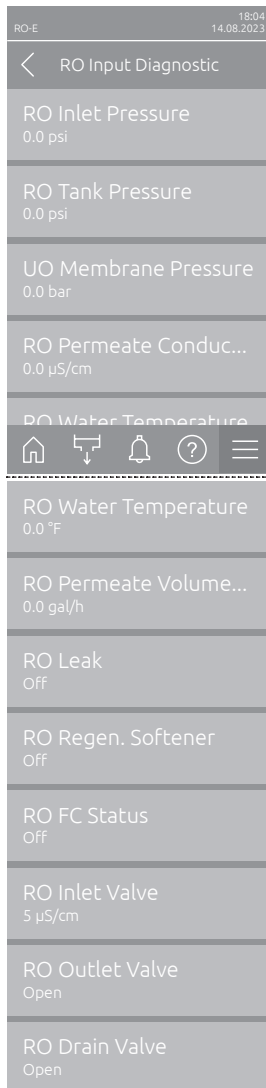 18:04
RO-E 14.08.2023
RO Input Diagnostic
RO Inlet Pressure
0.0 psi
RO Tank Pressure
0.0 psi
UO Membrane Pressure
0.0 bar
RO Permeate Conduc...
0.0 µS/cm
RO Water Temperature
?
RO Water Temperature
0.0 °F
RO Permeate Volume...
0.0 gal/h
RO Leak
Off
RO Regen. Softener
Off
RO FC Status
Off
RO Inlet Valve
5 µS/cm
RO Outlet Valve
Open
RO Drain Valve
Open